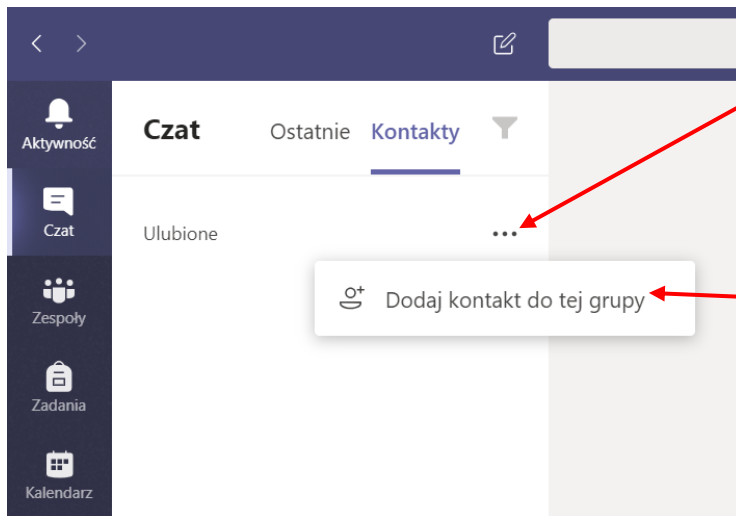 Aktywność
Czat Ostatnie Kontakty
Czat
Ulubione
Dodaj kontakt do tej grupy
Zespoły
Zadania
Kalendarz